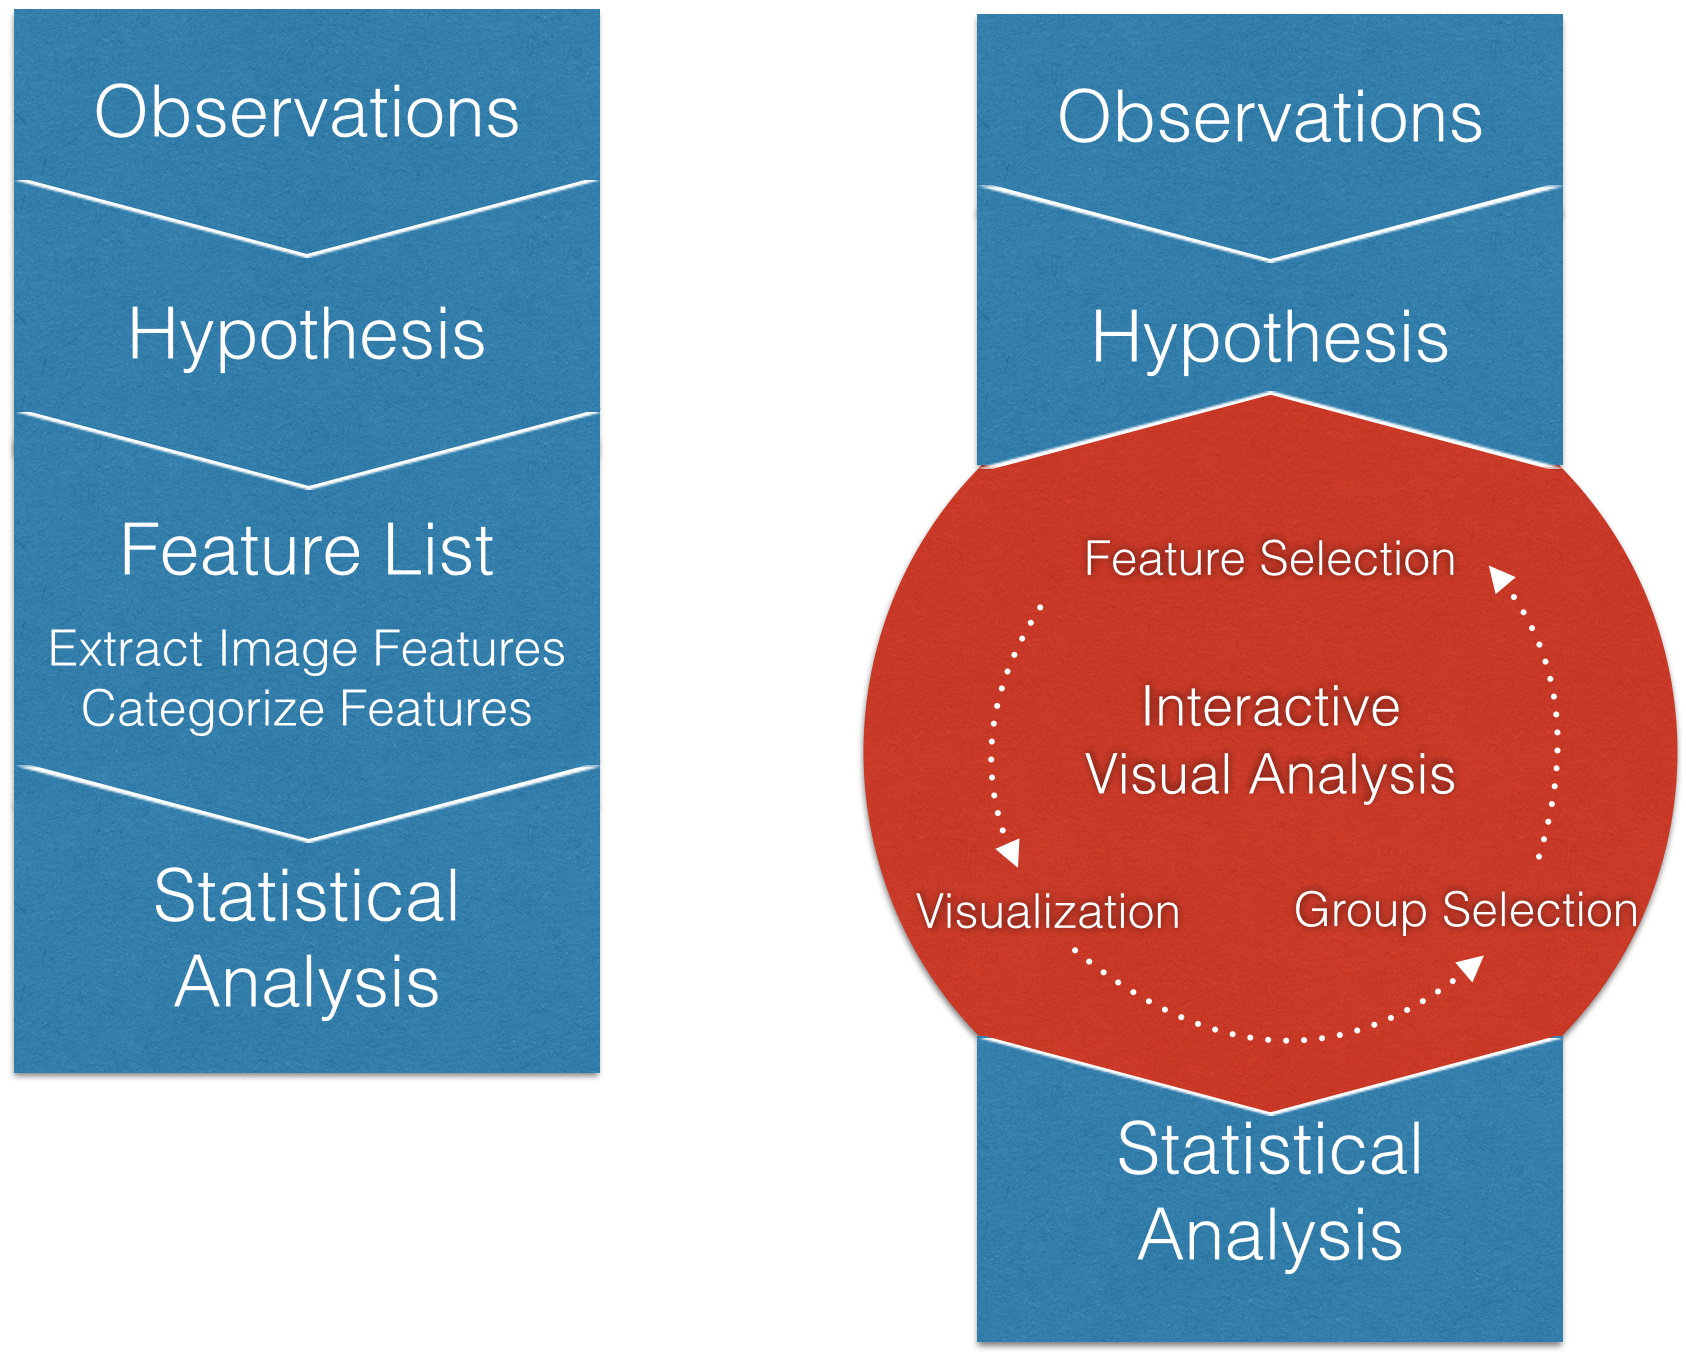 Observations
Hypothesis
Feature List
Extract Image Features
Categorize Features
Statistical
Analysis
Observations
Hypothesis
Feature Selection
Interactive
Visual Analysis
Visualization
Group Selection
Statistical
Analysis